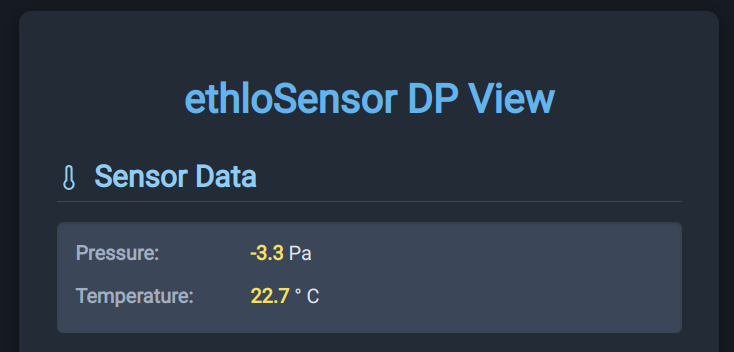 ethloSensor DP View
Sensor Data
Pressure: -3.3 Pa
Temperature: 22.7 ° C